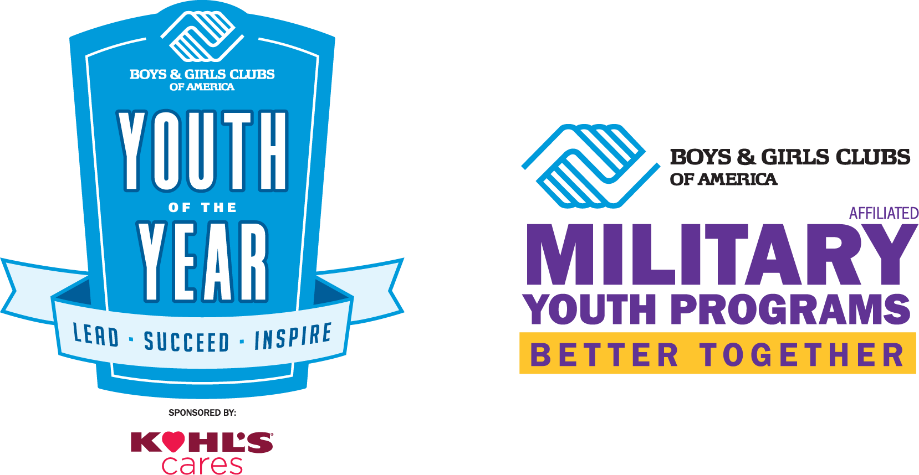 BOYS & GIRLS CLUBS
OF AMERICA
YOUTH
OF THE
YEAR
LEAD · SUCCEED · INSPIRE
SPONSORED BY:
KOHL'S
cares
BOYS & GIRLS CLUBS
OF AMERICA
AFFILIATED
MILITARY
YOUTH PROGRAMS
BETTER TOGETHER